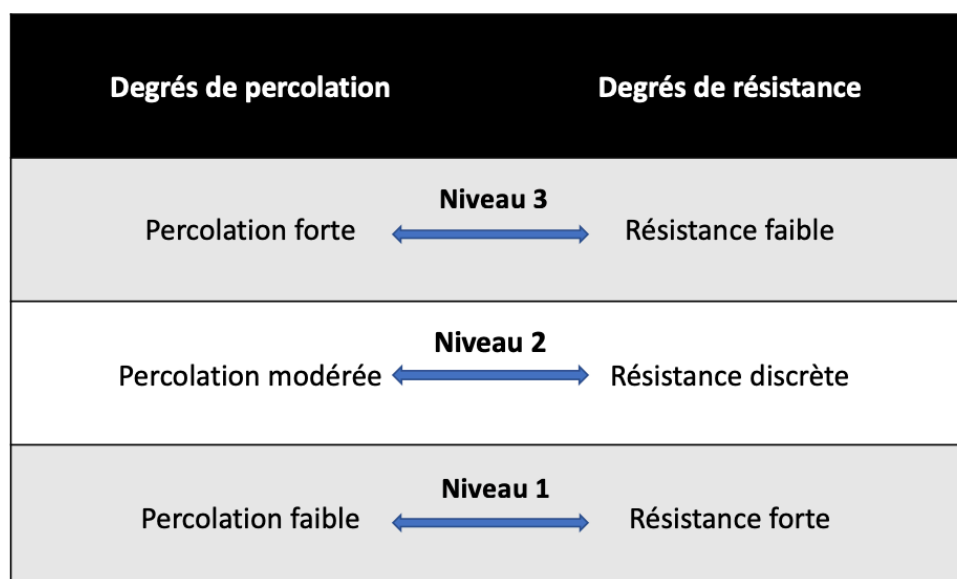 Degrés de percolation Degrés de résistance
Niveau 3
Percolation forte Résistance faible
Niveau 2
Percolation modérée Résistance discrète
Niveau 1
Percolation faible Résistance forte